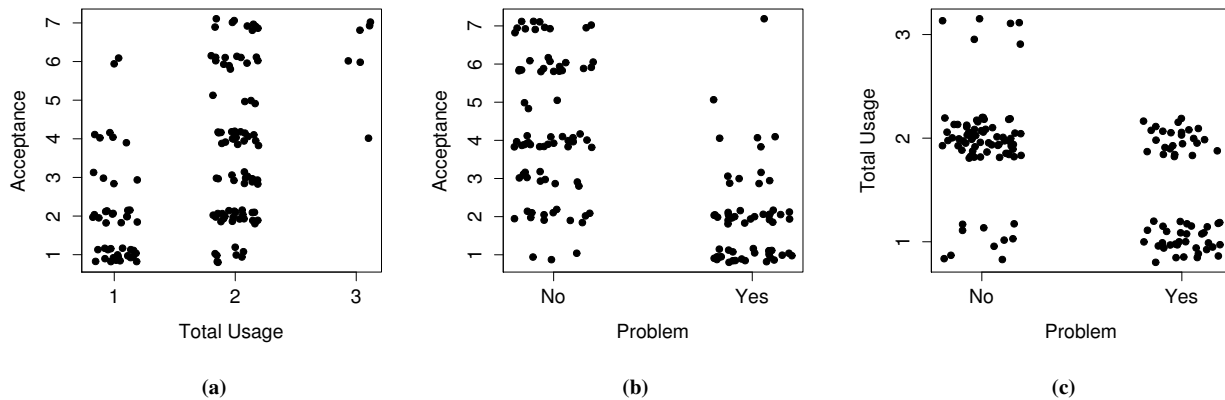 7
6
5
4
3
2
1
Acceptance
1 2 3
Total Usage
(a)
7
6
5
4
3
2
1
Acceptance
No Yes
Problem
(b)
3
2
1
Total Usage
No Yes
Problem
(c)